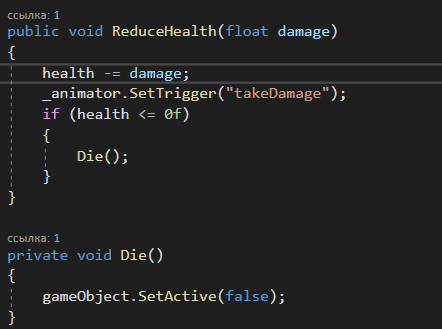 ссылка: 1
public void ReduceHealth(float damage)
{
health -= damage;
_animator.SetTrigger("takeDamage");
if (health <= 0f)
{
Die();
}
}
ссылка: 1
private void Die()
{
gameObject.SetActive(false);
}